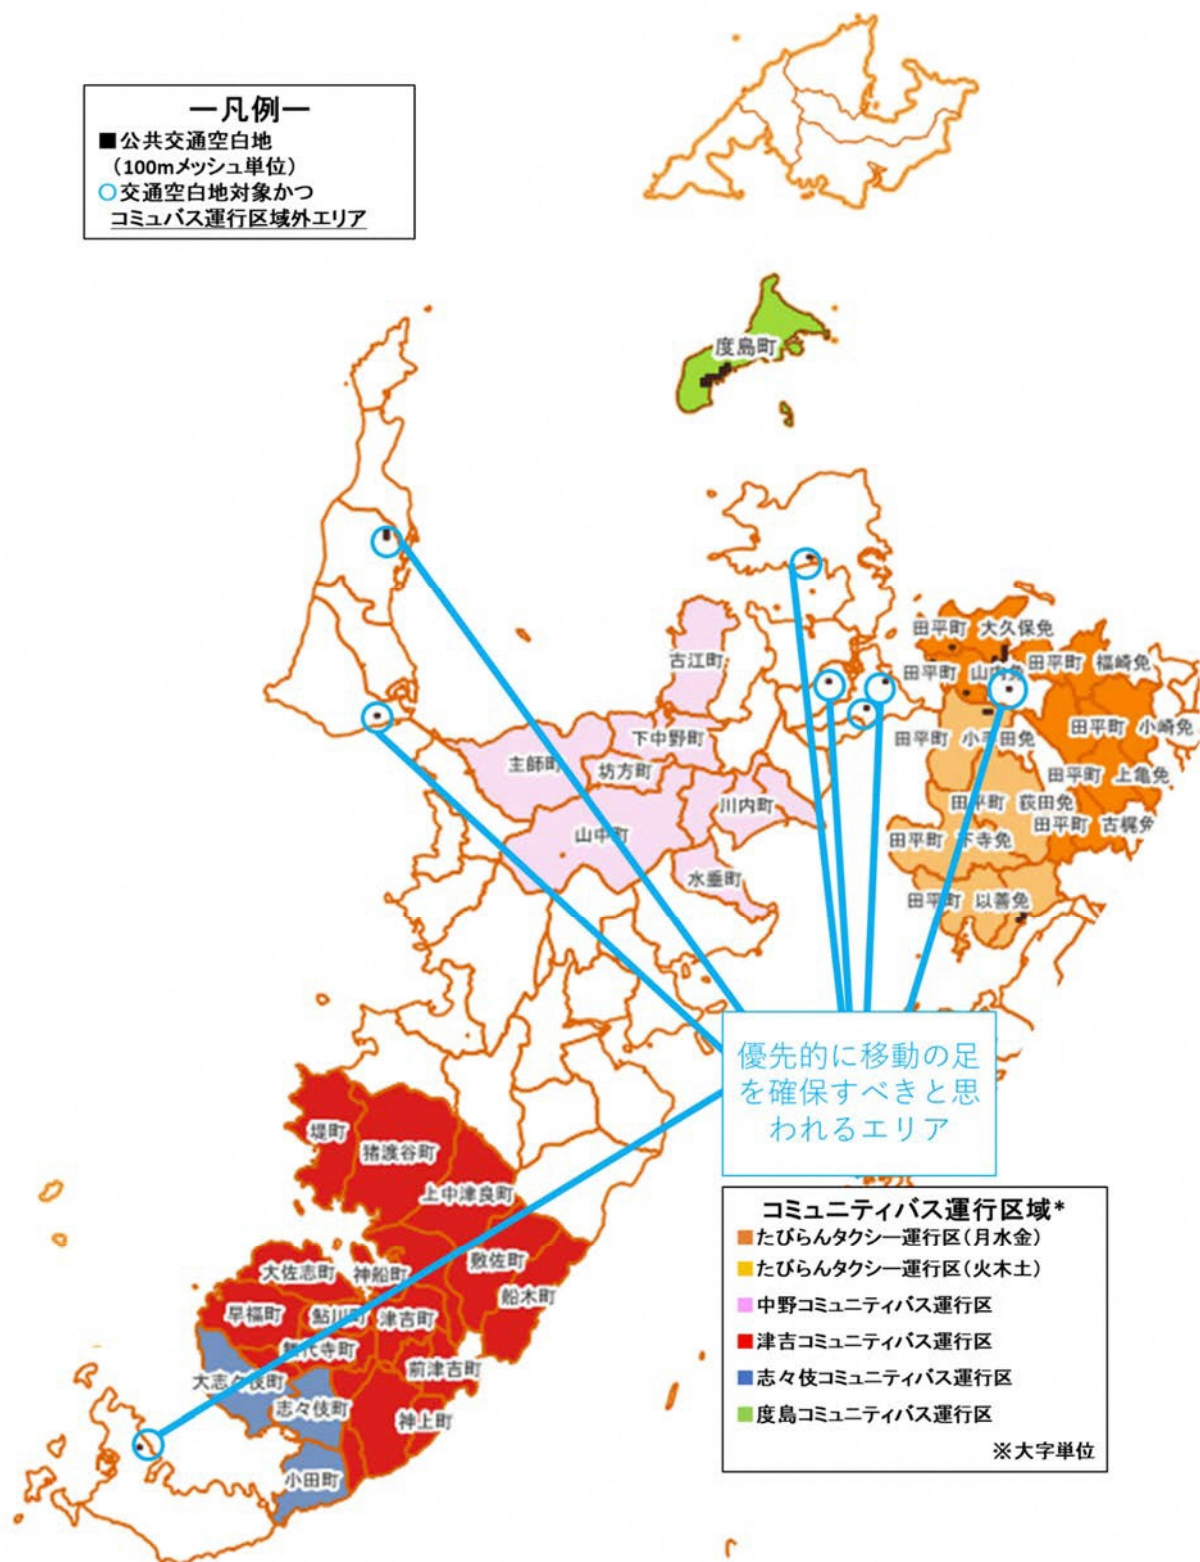 ー凡例ー
■公共交通空白地
(100mメッシュ単位)
○交通空白地対象かつ
コミュバス運行区域外エリア
度島町
田平町 大久保免
田平町 山内免
田平町 福崎免
古江町
田平町 小崎免
下中野町
田平町 小手田免
主師町
坊方町
田平町 上亀免
川内町
田平町 荻田免
山中町
田平町 古梶免
田平町 下寺免
水垂町
田平町 以善免
優先的に移動の足
を確保すべきと思
われるエリア
堤町
猪渡谷町
上中津良町
大佐志町
神船町
敷佐町
船木町
早福町
鮎川町
津吉町
前津吉町
大志々伎町
志々伎町
神上町
小田町
コミュニティバス運行区域*
■たびらんタクシー運行区(月水金)
■たびらんタクシー運行区(火木土)
■中野コミュニティバス運行区
■津吉コミュニティバス運行区
■志々伎コミュニティバス運行区
■度島コミュニティバス運行区
※大字単位